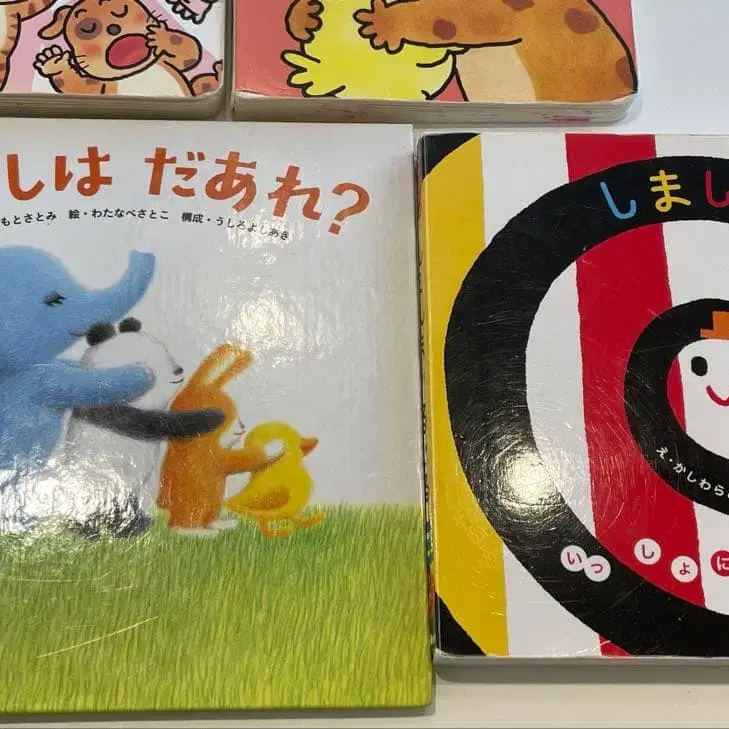 しは だあれ?
もとさとみ 絵・わたなべさとこ 構成・うしろよしあき
しまし
え・かしわら
いっしょに